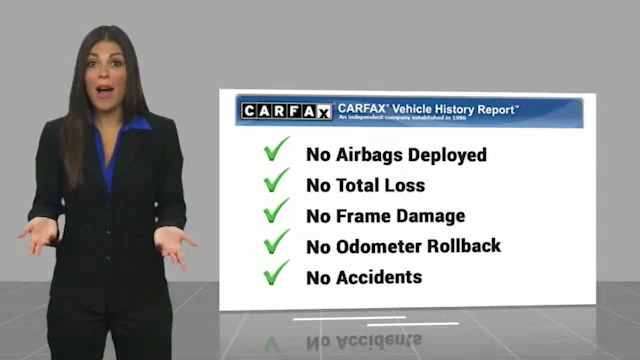 CARFAX CARFAX® Vehicle History Report™
An independent company established in 1986
No Airbags Deployed
No Total Loss
No Frame Damage
No Odometer Rollback
No Accidents